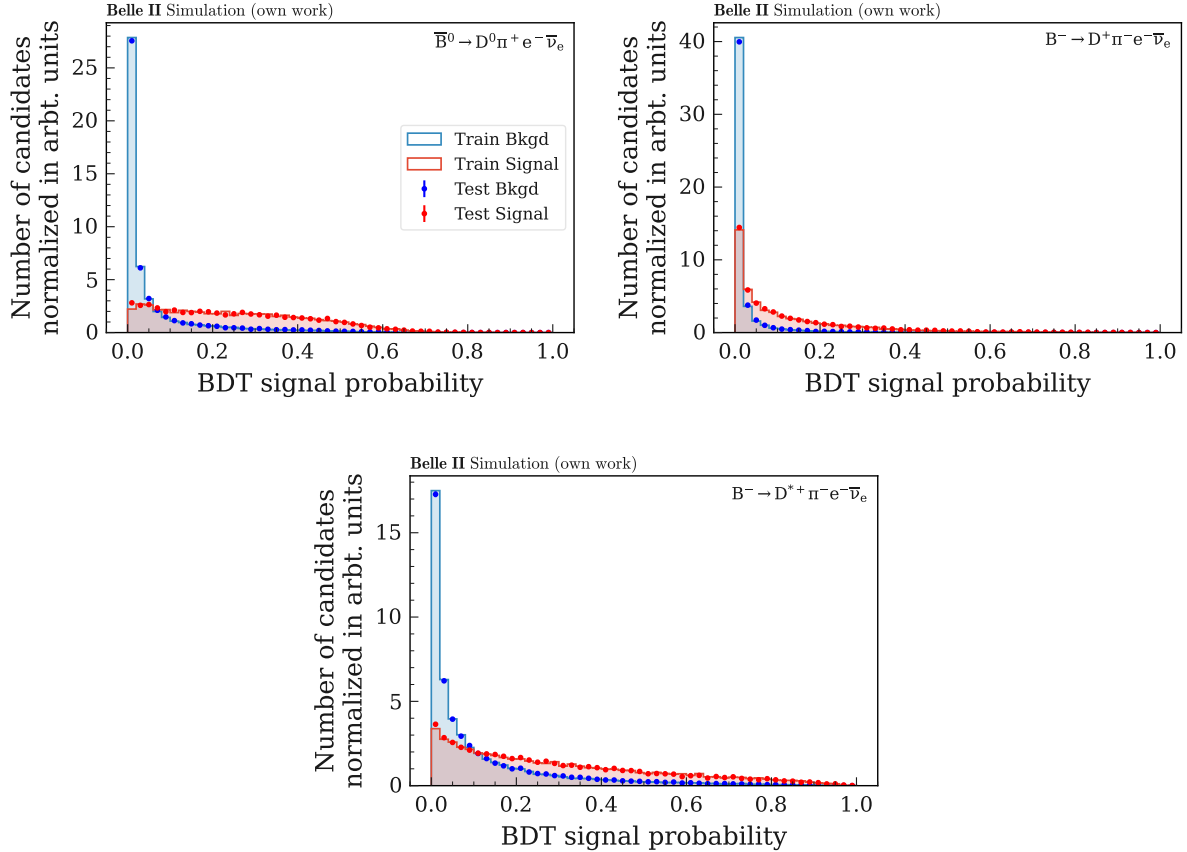 Belle II Simulation (own work)
B̅⁰ → D⁰π⁺e⁻ν̅ₑ
Number of candidates
normalized in arbt. units
25
20
15
10
5
0
Train Bkgd
Train Signal
Test Bkgd
Test Signal
0.0 0.2 0.4 0.6 0.8 1.0
BDT signal probability
Belle II Simulation (own work)
B⁻ → D⁺π⁻e⁻ν̅ₑ
Number of candidates
normalized in arbt. units
40
30
20
10
0
0.0 0.2 0.4 0.6 0.8 1.0
BDT signal probability
Belle II Simulation (own work)
B⁻ → D*⁺π⁻e⁻ν̅ₑ
Number of candidates
normalized in arbt. units
15
10
5
0
0.0 0.2 0.4 0.6 0.8 1.0
BDT signal probability